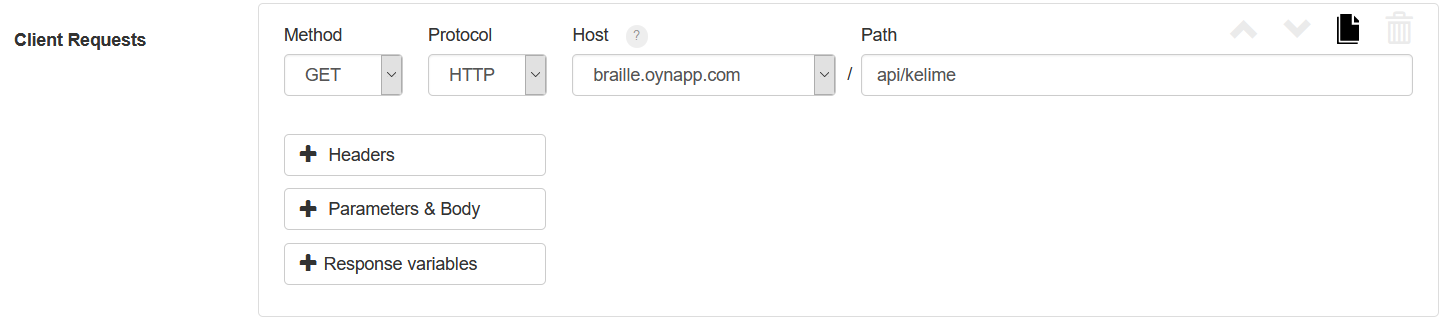 Client Requests
Method Protocol Host ? Path
GET HTTP braille.oynapp.com / api/kelime
Headers
Parameters & Body
Response variables